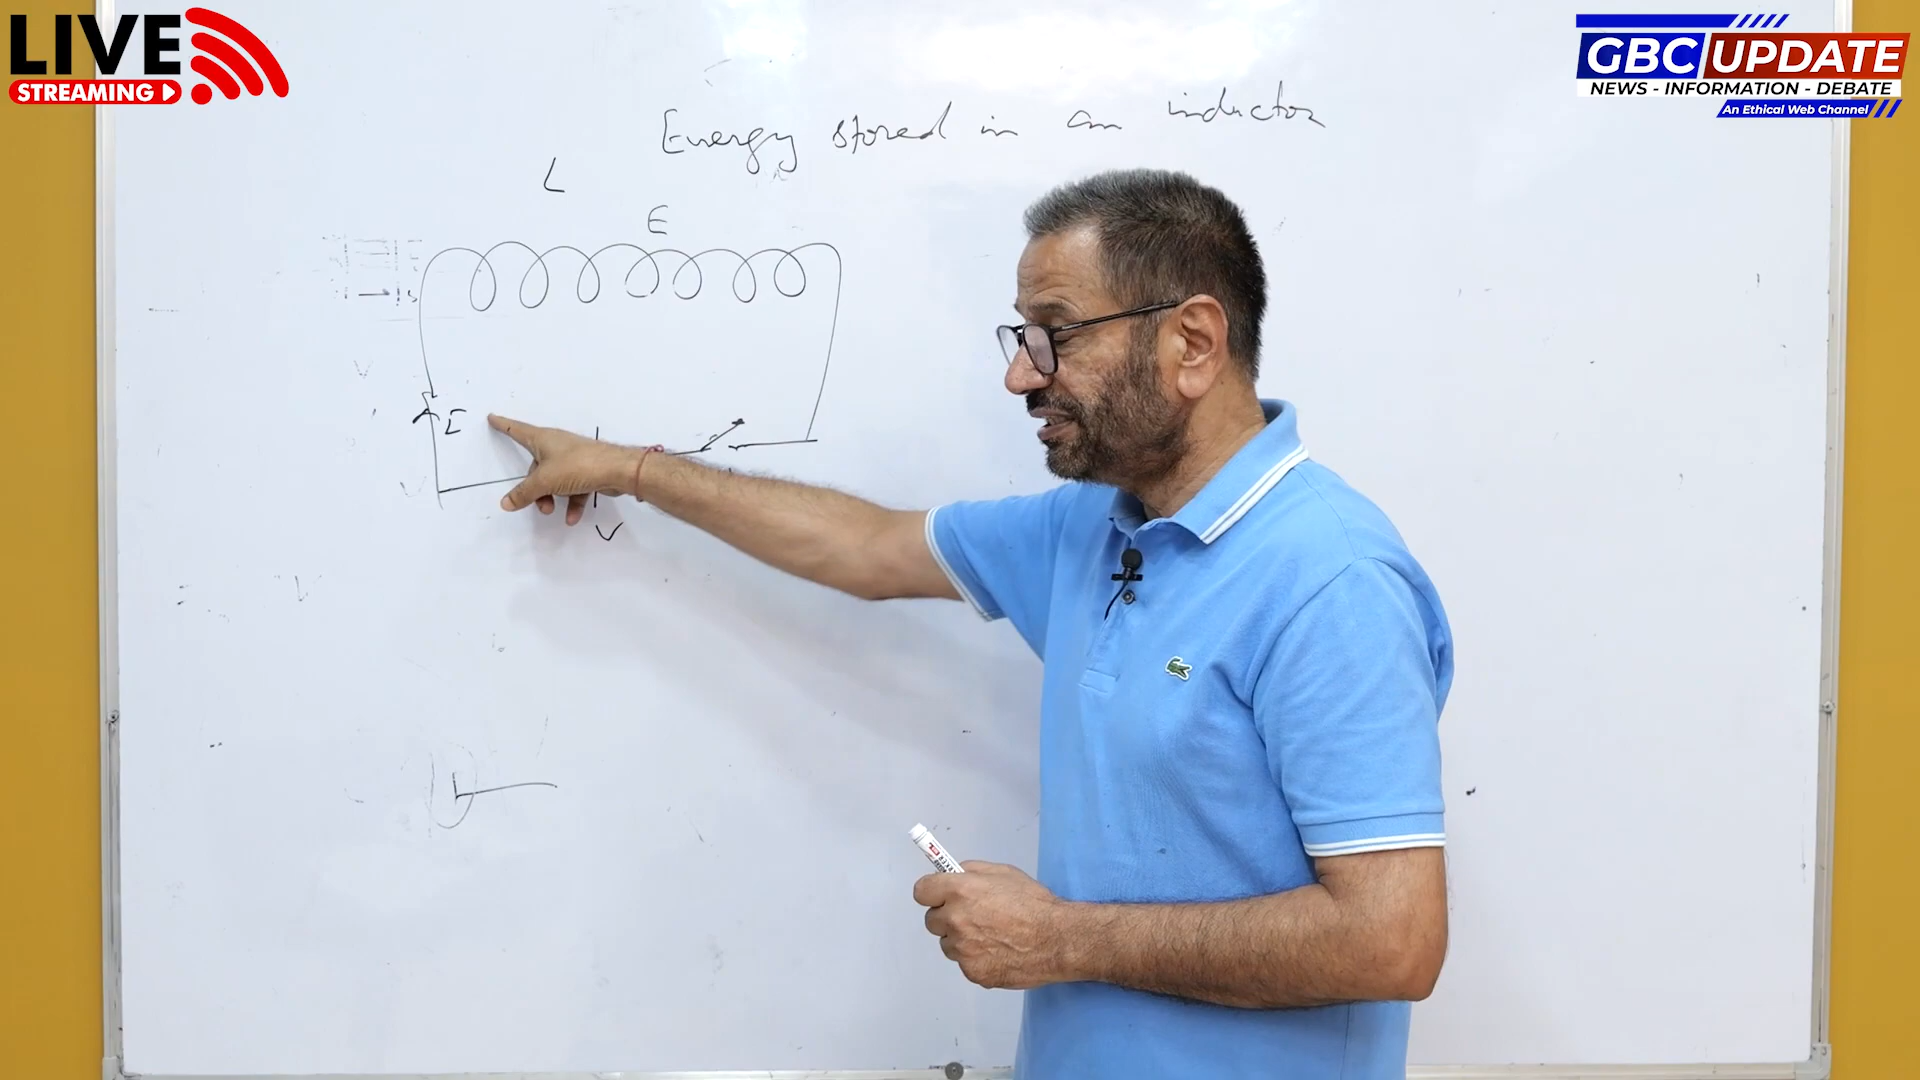 LIVE
STREAMING
GBC UPDATE
NEWS - INFORMATION - DEBATE
An Ethical Web Channel
Energy stored in an inductor
L
E
I
V